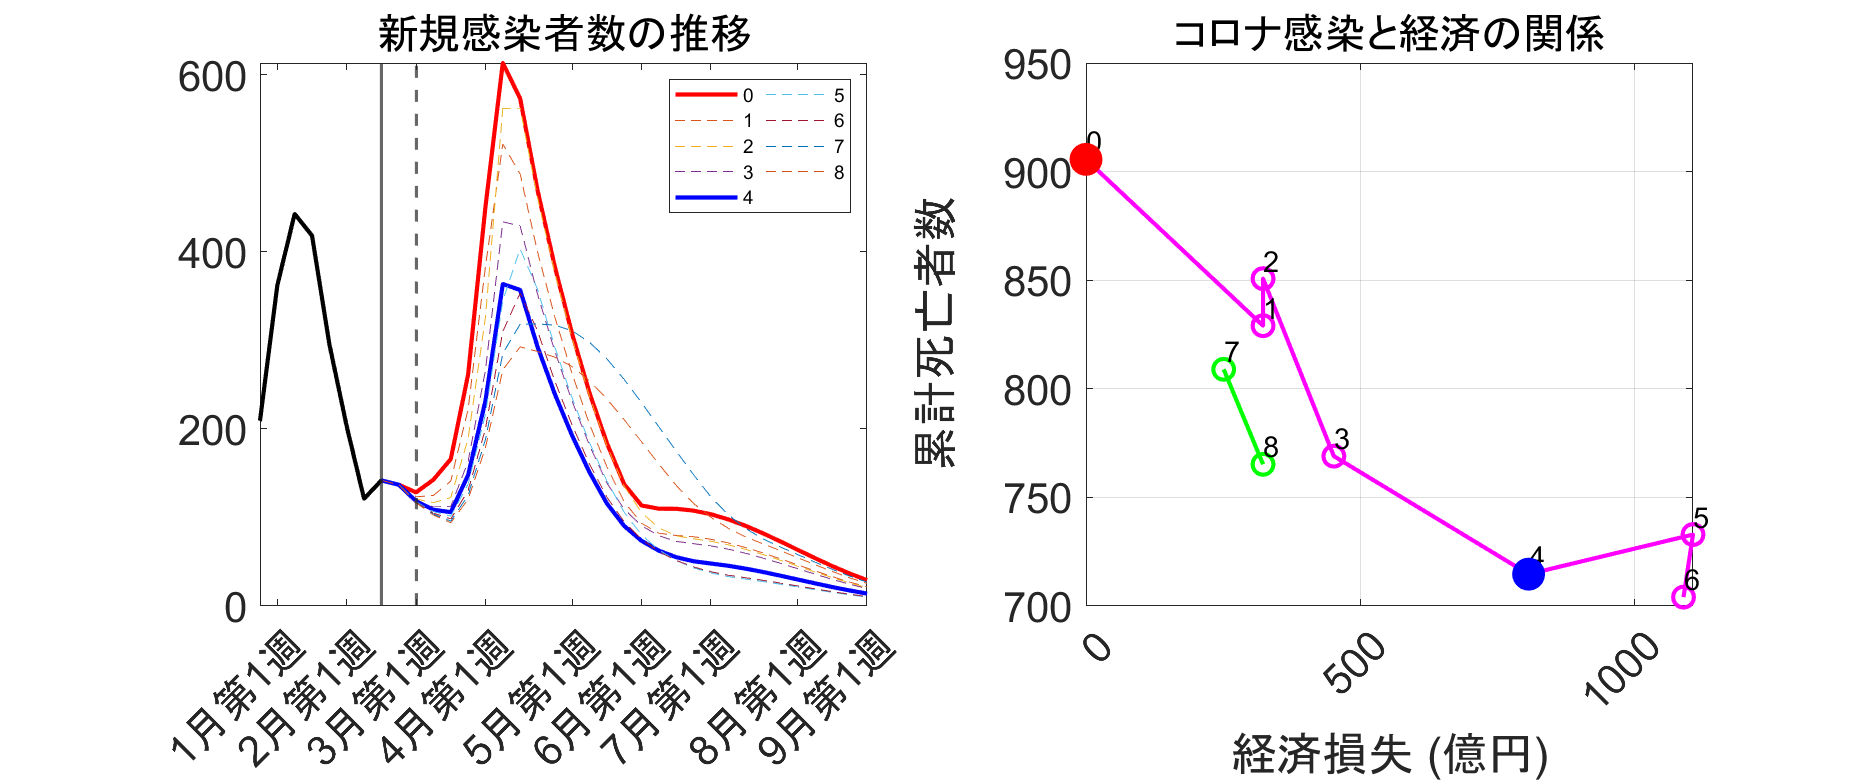 新規感染者数の推移
600
400
200
0
0
1
2
3
4
5
6
7
8
1月第1週
2月第1週
3月第1週
4月第1週
5月第1週
6月第1週
7月第1週
8月第1週
9月第1週
コロナ感染と経済の関係
累計死亡者数
950
900
850
800
750
700
0
2
1
7
8
3
4
5
6
0
500
1000
経済損失 (億円)